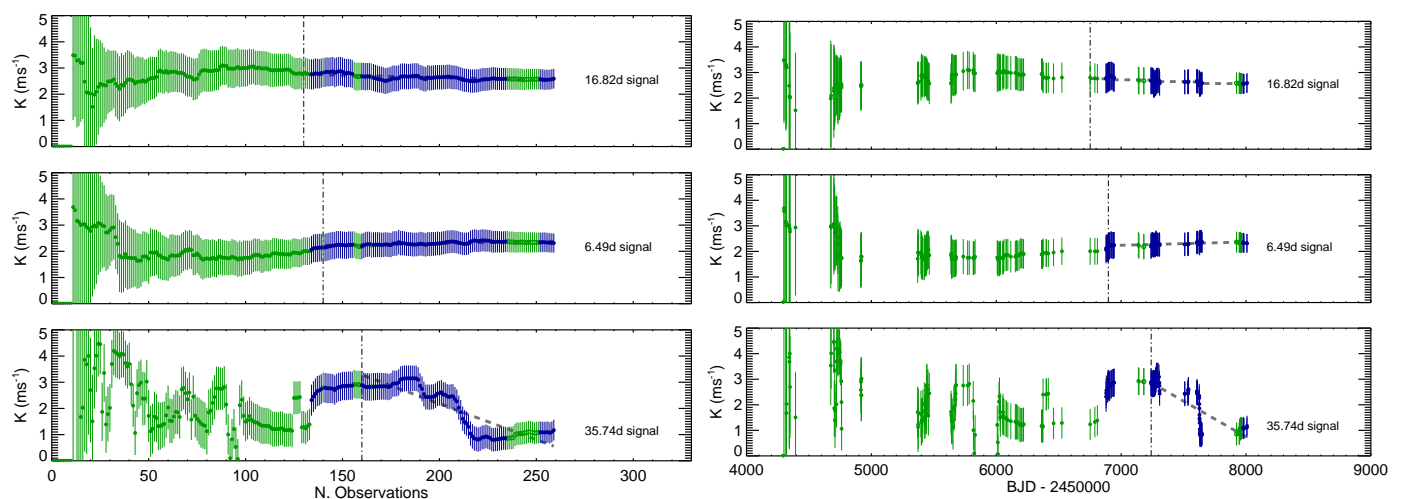 K (ms⁻¹)
5
4
3
2
1
0
16.82d signal
K (ms⁻¹)
5
4
3
2
1
0
6.49d signal
K (ms⁻¹)
5
4
3
2
1
0
35.74d signal
0 50 100 150 200 250 300
N. Observations
K (ms⁻¹)
5
4
3
2
1
0
16.82d signal
K (ms⁻¹)
5
4
3
2
1
0
6.49d signal
K (ms⁻¹)
5
4
3
2
1
0
35.74d signal
4000 5000 6000 7000 8000 9000
BJD - 2450000